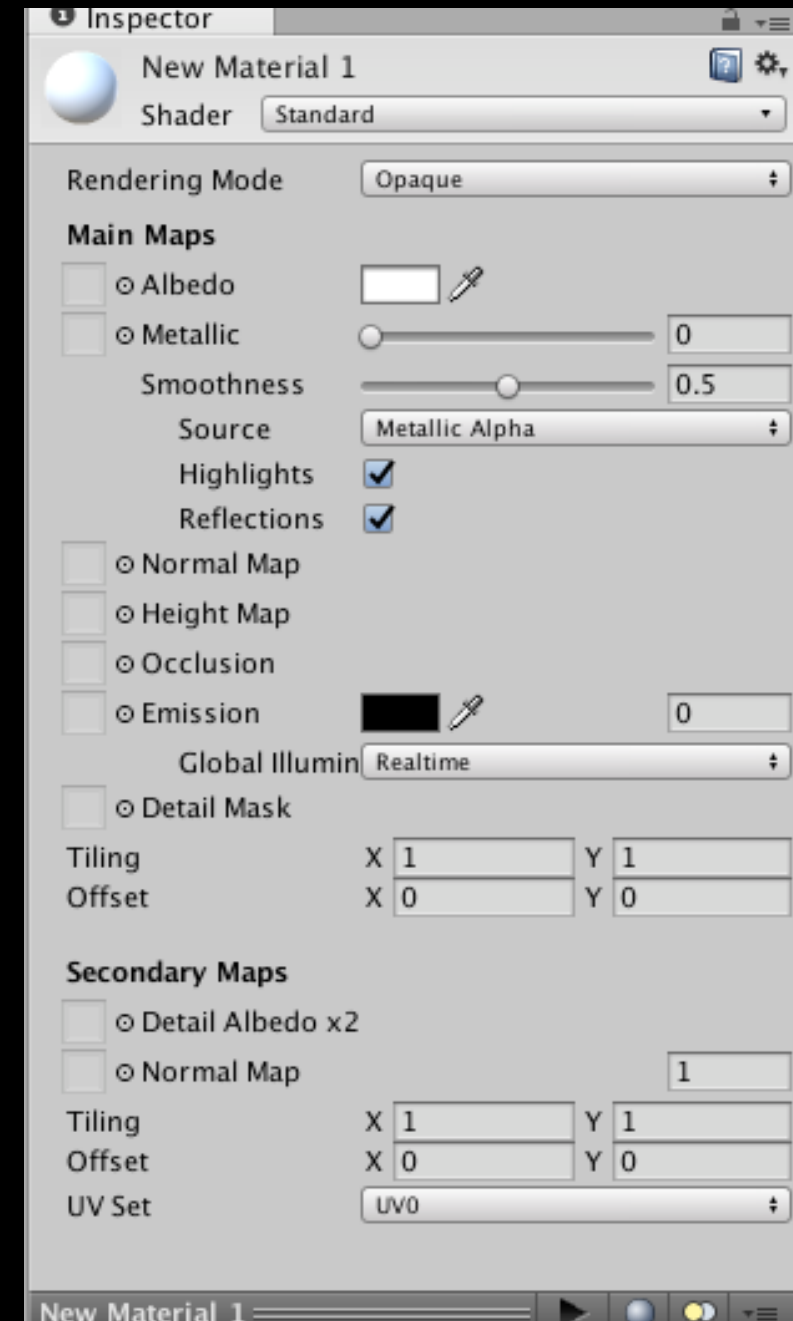 Inspector
New Material 1
Shader Standard
Rendering Mode Opaque
Main Maps
Albedo
Metallic 0
Smoothness 0.5
Source Metallic Alpha
Highlights
Reflections
Normal Map
Height Map
Occlusion
Emission 0
Global Illumin Realtime
Detail Mask
Tiling X 1 Y 1
Offset X 0 Y 0
Secondary Maps
Detail Albedo x2
Normal Map 1
Tiling X 1 Y 1
Offset X 0 Y 0
UV Set UV0
New Material 1